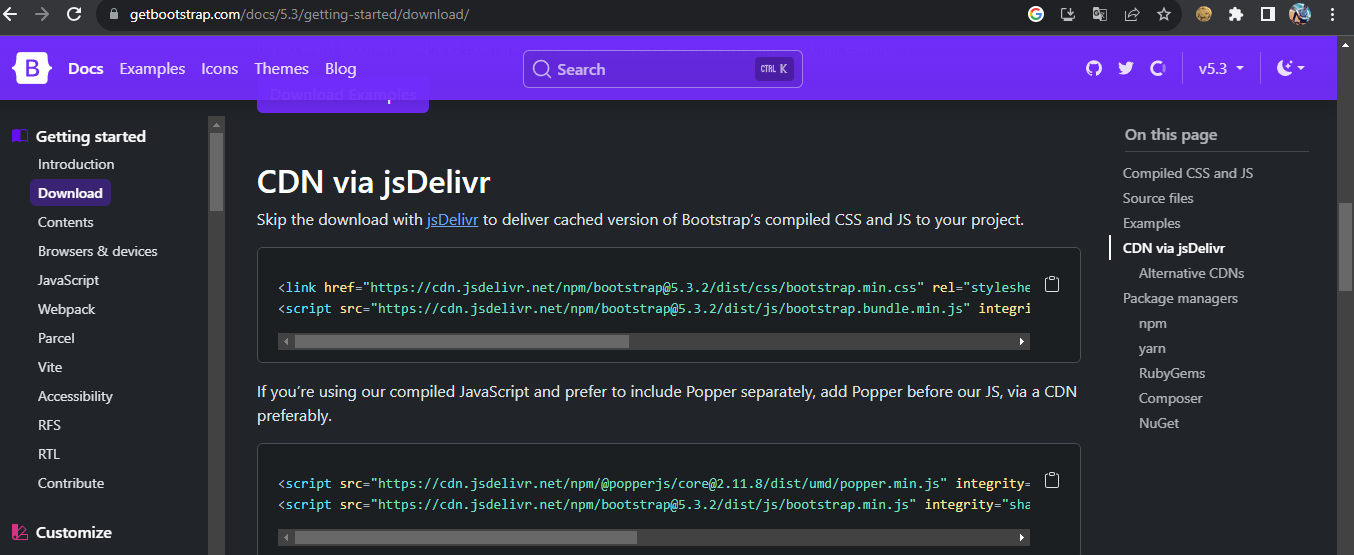 getbootstrap.com/docs/5.3/getting-started/download/
B
Docs Examples Icons Themes Blog
Search
CTRL K
v5.3
Download Examples
Getting started
Introduction
Download
Contents
Browsers & devices
JavaScript
Webpack
Parcel
Vite
Accessibility
RFS
RTL
Contribute
Customize
CDN via jsDelivr
Skip the download with jsDelivr to deliver cached version of Bootstrap’s compiled CSS and JS to your project.
<link href="https://cdn.jsdelivr.net/npm/bootstrap@5.3.2/dist/css/bootstrap.min.css" rel="styleshe
<script src="https://cdn.jsdelivr.net/npm/bootstrap@5.3.2/dist/js/bootstrap.bundle.min.js" integri
If you’re using our compiled JavaScript and prefer to include Popper separately, add Popper before our JS, via a CDN
preferably.
<script src="https://cdn.jsdelivr.net/npm/@popperjs/core@2.11.8/dist/umd/popper.min.js" integrity=
<script src="https://cdn.jsdelivr.net/npm/bootstrap@5.3.2/dist/js/bootstrap.min.js" integrity="sha
On this page
Compiled CSS and JS
Source files
Examples
CDN via jsDelivr
Alternative CDNs
Package managers
npm
yarn
RubyGems
Composer
NuGet